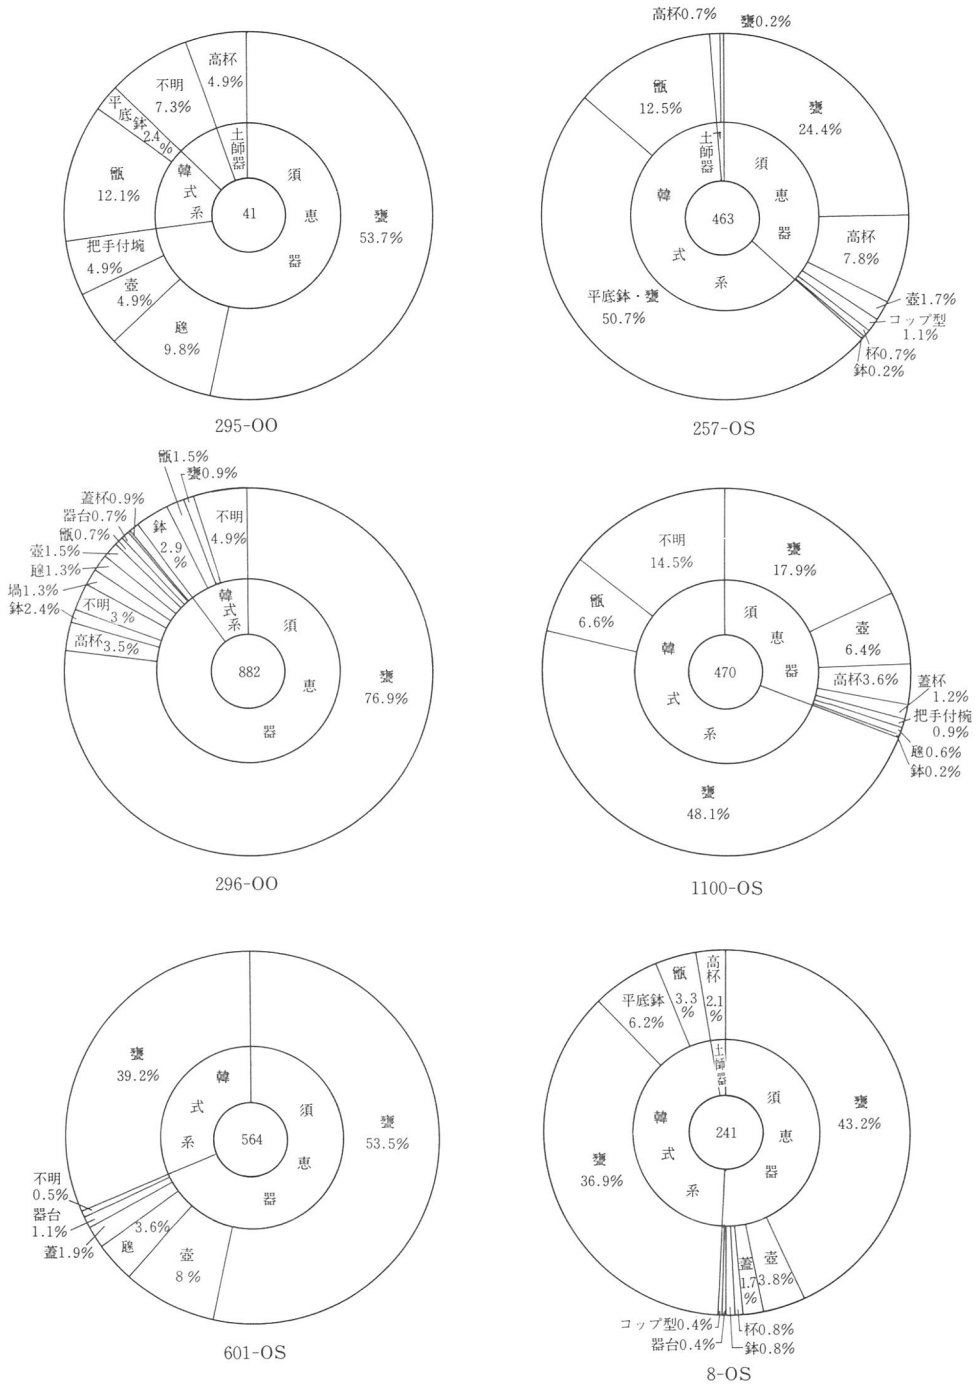 高杯
4.9%
不明
7.3%
平底鉢
2.4%
甑
12.1%
把手付埦
4.9%
壺
4.9%
𤭯
9.8%
甕
53.7%
土師器
韓式系
須恵器
41
295-OO
高杯0.7%
甕0.2%
甑
12.5%
甕
24.4%
高杯
7.8%
壺1.7%
コップ型
1.1%
杯0.7%
鉢0.2%
平底鉢・甕
50.7%
土師器
韓式系
須恵器
463
257-OS
甑1.5%
甕0.9%
蓋杯0.9%
器台0.7%
甑0.7%
壺1.5%
𤭯1.3%
堝1.3%
鉢2.4%
不明
3%
高杯3.5%
鉢
2.9%
不明
4.9%
甕
76.9%
韓式系
須恵器
882
296-OO
不明
14.5%
甑
6.6%
甕
17.9%
壺
6.4%
高杯3.6%
蓋杯
1.2%
把手付椀
0.9%
𤭯0.6%
鉢0.2%
甕
48.1%
韓式系
須恵器
470
1100-OS
甕
39.2%
甕
53.5%
不明
0.5%
器台
1.1%
蓋1.9%
𤭯
3.6%
壺
8%
韓式系
須恵器
564
601-OS
高杯
2.1%
甑
3.3%
平底鉢
6.2%
甕
36.9%
甕
43.2%
壺
3.8%
蓋
1.7%
杯0.8%
鉢0.8%
コップ型0.4%
器台0.4%
土師器
韓式系
須恵器
241
8-OS